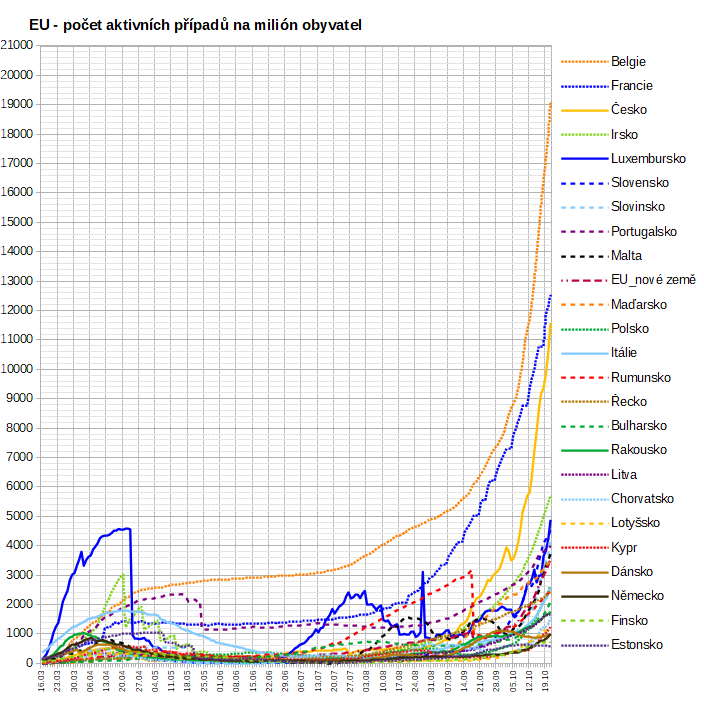 EU - počet aktivních případů na milión obyvatel
21000
20000
19000
18000
17000
16000
15000
14000
13000
12000
11000
10000
9000
8000
7000
6000
5000
4000
3000
2000
1000
0
16.03
23.03
30.03
06.04
13.04
20.04
27.04
04.05
11.05
18.05
25.05
01.06
08.06
15.06
22.06
29.06
06.07
13.07
20.07
27.07
03.08
10.08
17.08
24.08
31.08
07.09
14.09
21.09
28.09
05.10
12.10
19.10
Belgie
Francie
Česko
Irsko
Luxembursko
Slovensko
Slovinsko
Portugalsko
Malta
EU_nové země
Maďarsko
Polsko
Itálie
Rumunsko
Řecko
Bulharsko
Rakousko
Litva
Chorvatsko
Lotyšsko
Kypr
Dánsko
Německo
Finsko
Estonsko